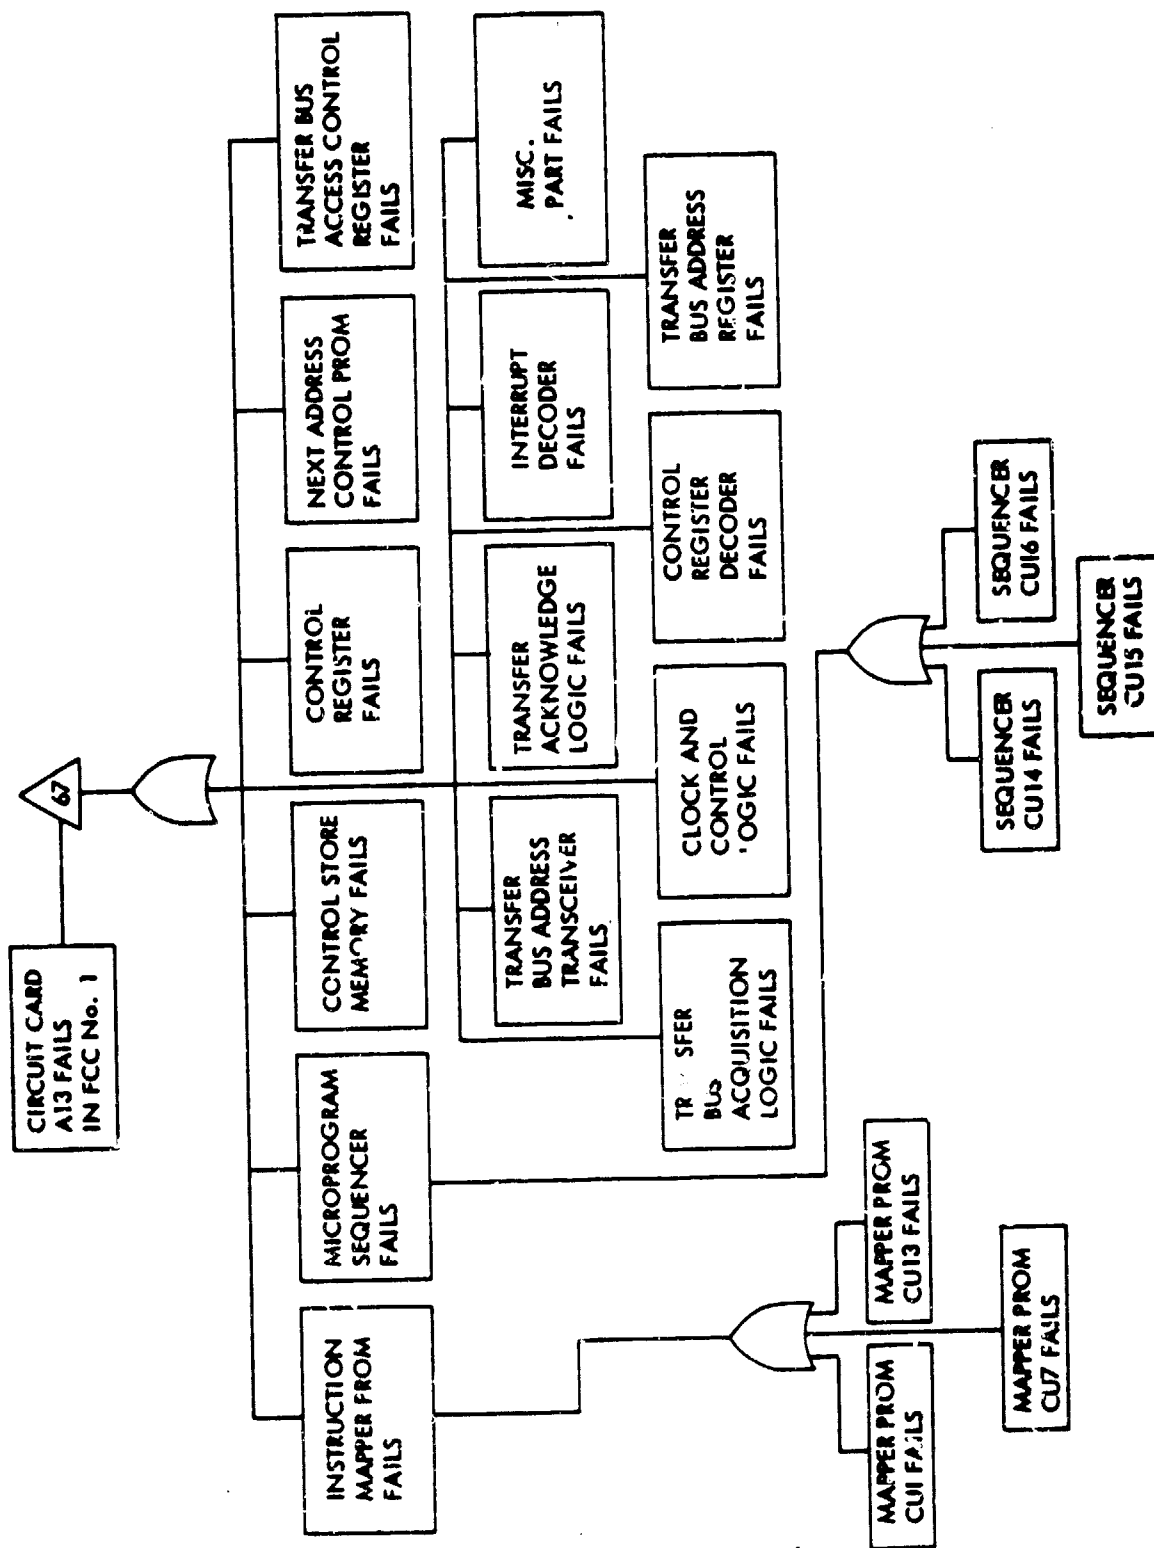 CIRCUIT CARD
A13 FAILS
IN FCC No. 1
67
INSTRUCTION
MAPPER FROM
FAILS
MICROPROGRAM
SEQUENCER
FAILS
CONTROL STORE
MEMORY FAILS
CONTROL
REGISTER
FAILS
NEXT ADDRESS
CONTROL PROM
FAILS
TRANSFER BUS
ACCESS CONTROL
REGISTER
FAILS
TRANSFER
BUS ADDRESS
TRANSCEIVER
FAILS
TRANSFER
ACKNOWLEDGE
LOGIC FAILS
INTERRUPT
DECODER
FAILS
MISC.
PART FAILS
BUS
ACQUISITION
LOGIC FAILS
CLOCK AND
CONTROL
FAILS
CONTROL
REGISTER
DECODER
FAILS
TRANSFER
BUS ADDRESS
REGISTER
FAILS
MAPPER PROM
CU1 FAILS
MAPPER PROM
CU13 FAILS
MAPPER PROM
CU7 FAILS
SEQUENCER
CU14 FAILS
SEQUENCER
CU16 FAILS
SEQUENCER
CU15 FAILS